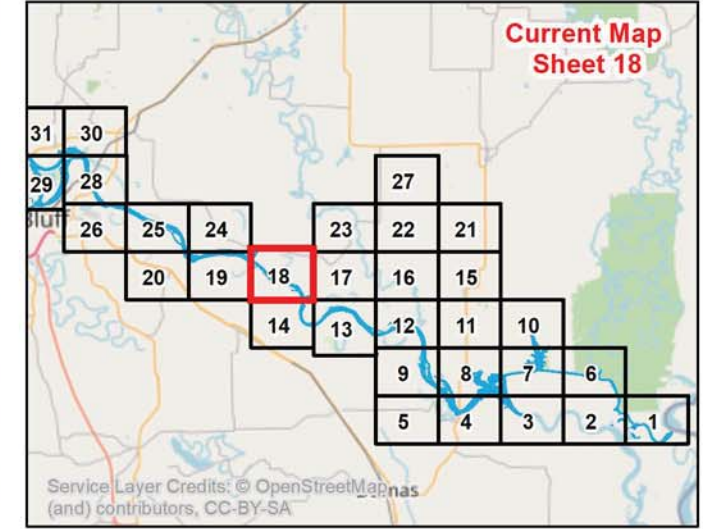 Current Map
Sheet 18
31 30
29 28
Bluff
27
26 25 24 23 22 21
20 19 18 17 16 15
14 13 12 11 10
9 8 7 6
5 4 3 2 1
Service Layer Credits: © OpenStreetMap
(and) contributors, CC-BY-SA